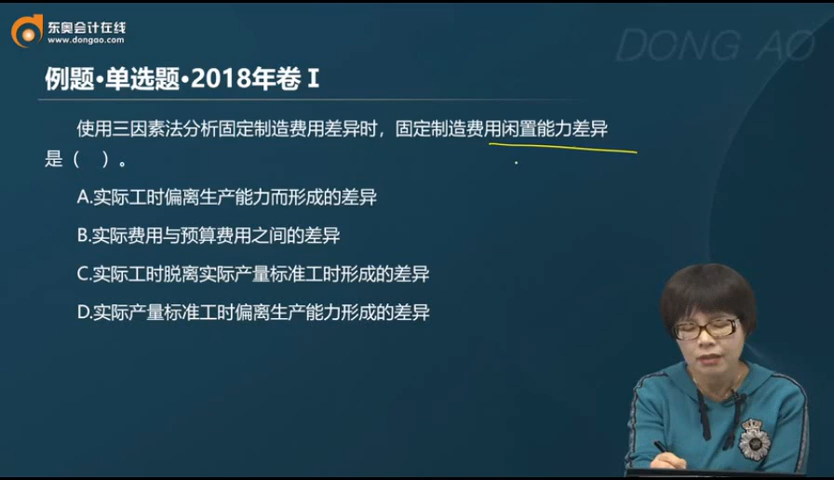 东奥会计在线
www.dongao.com
DONG AO
例题·单选题·2018年卷Ⅰ
使用三因素法分析固定制造费用差异时，固定制造费用闲置能力差异
是（　）。
A.实际工时偏离生产能力而形成的差异
B.实际费用与预算费用之间的差异
C.实际工时脱离实际产量标准工时形成的差异
D.实际产量标准工时偏离生产能力形成的差异